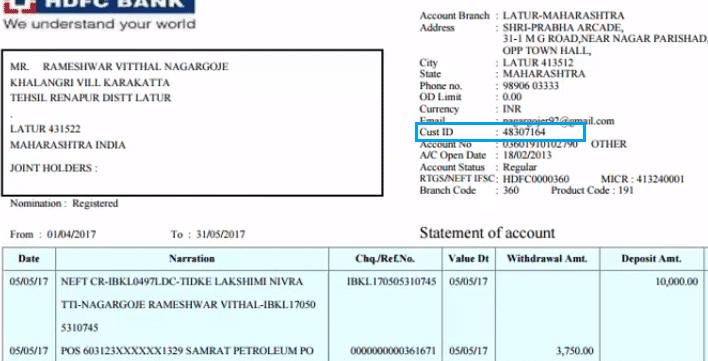 HDFC BANK
We understand your world
MR. RAMESHWAR VITTHAL NAGARGOJE
KHALANGRI VILL KARAKATTA
TEHSIL RENAPUR DISTT LATUR
.
LATUR 431522
MAHARASHTRA INDIA
JOINT HOLDERS :
Nomination : Registered
From : 01/04/2017 To : 31/05/2017
Account Branch : LATUR-MAHARASHTRA
Address : SHRI-PRABHA ARCADE,
31-1 M G ROAD,NEAR NAGAR PARISHAD
OPP TOWN HALL,
City : LATUR 413512
State : MAHARASHTRA
Phone no. : 98906 03333
OD Limit : 0.00
Currency : INR
Email : nagargojer92@gmail.com
Cust ID : 48307164
Account No : 03601910102790 OTHER
A/C Open Date : 18/02/2013
Account Status : Regular
RTGS/NEFT IFSC: HDFC0000360 MICR : 413240001
Branch Code : 360 Product Code : 191
Statement of account
Date Narration Chq./Ref.No. Value Dt Withdrawal Amt. Deposit Amt.
05/05/17 NEFT CR-IBKL0497LDC-TIDKE LAKSHIMI NIVRA IBKL170505310745 05/05/17 10,000.00
TTI-NAGARGOJE RAMESHWAR VITHAL-IBKL17050
5310745
05/05/17 POS 603123XXXXXX1329 SAMRAT PETROLEUM PO 0000000000361671 05/05/17 3,750.00